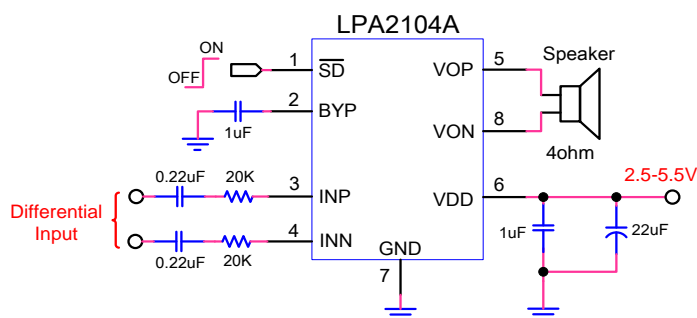 LPA2104A
ON
OFF
1
SD
2
BYP
1uF
0.22uF
20K
3
INP
Differential
Input
0.22uF
20K
4
INN
GND
7
5
VOP
8
VON
6
VDD
Speaker
4ohm
2.5-5.5V
1uF
22uF